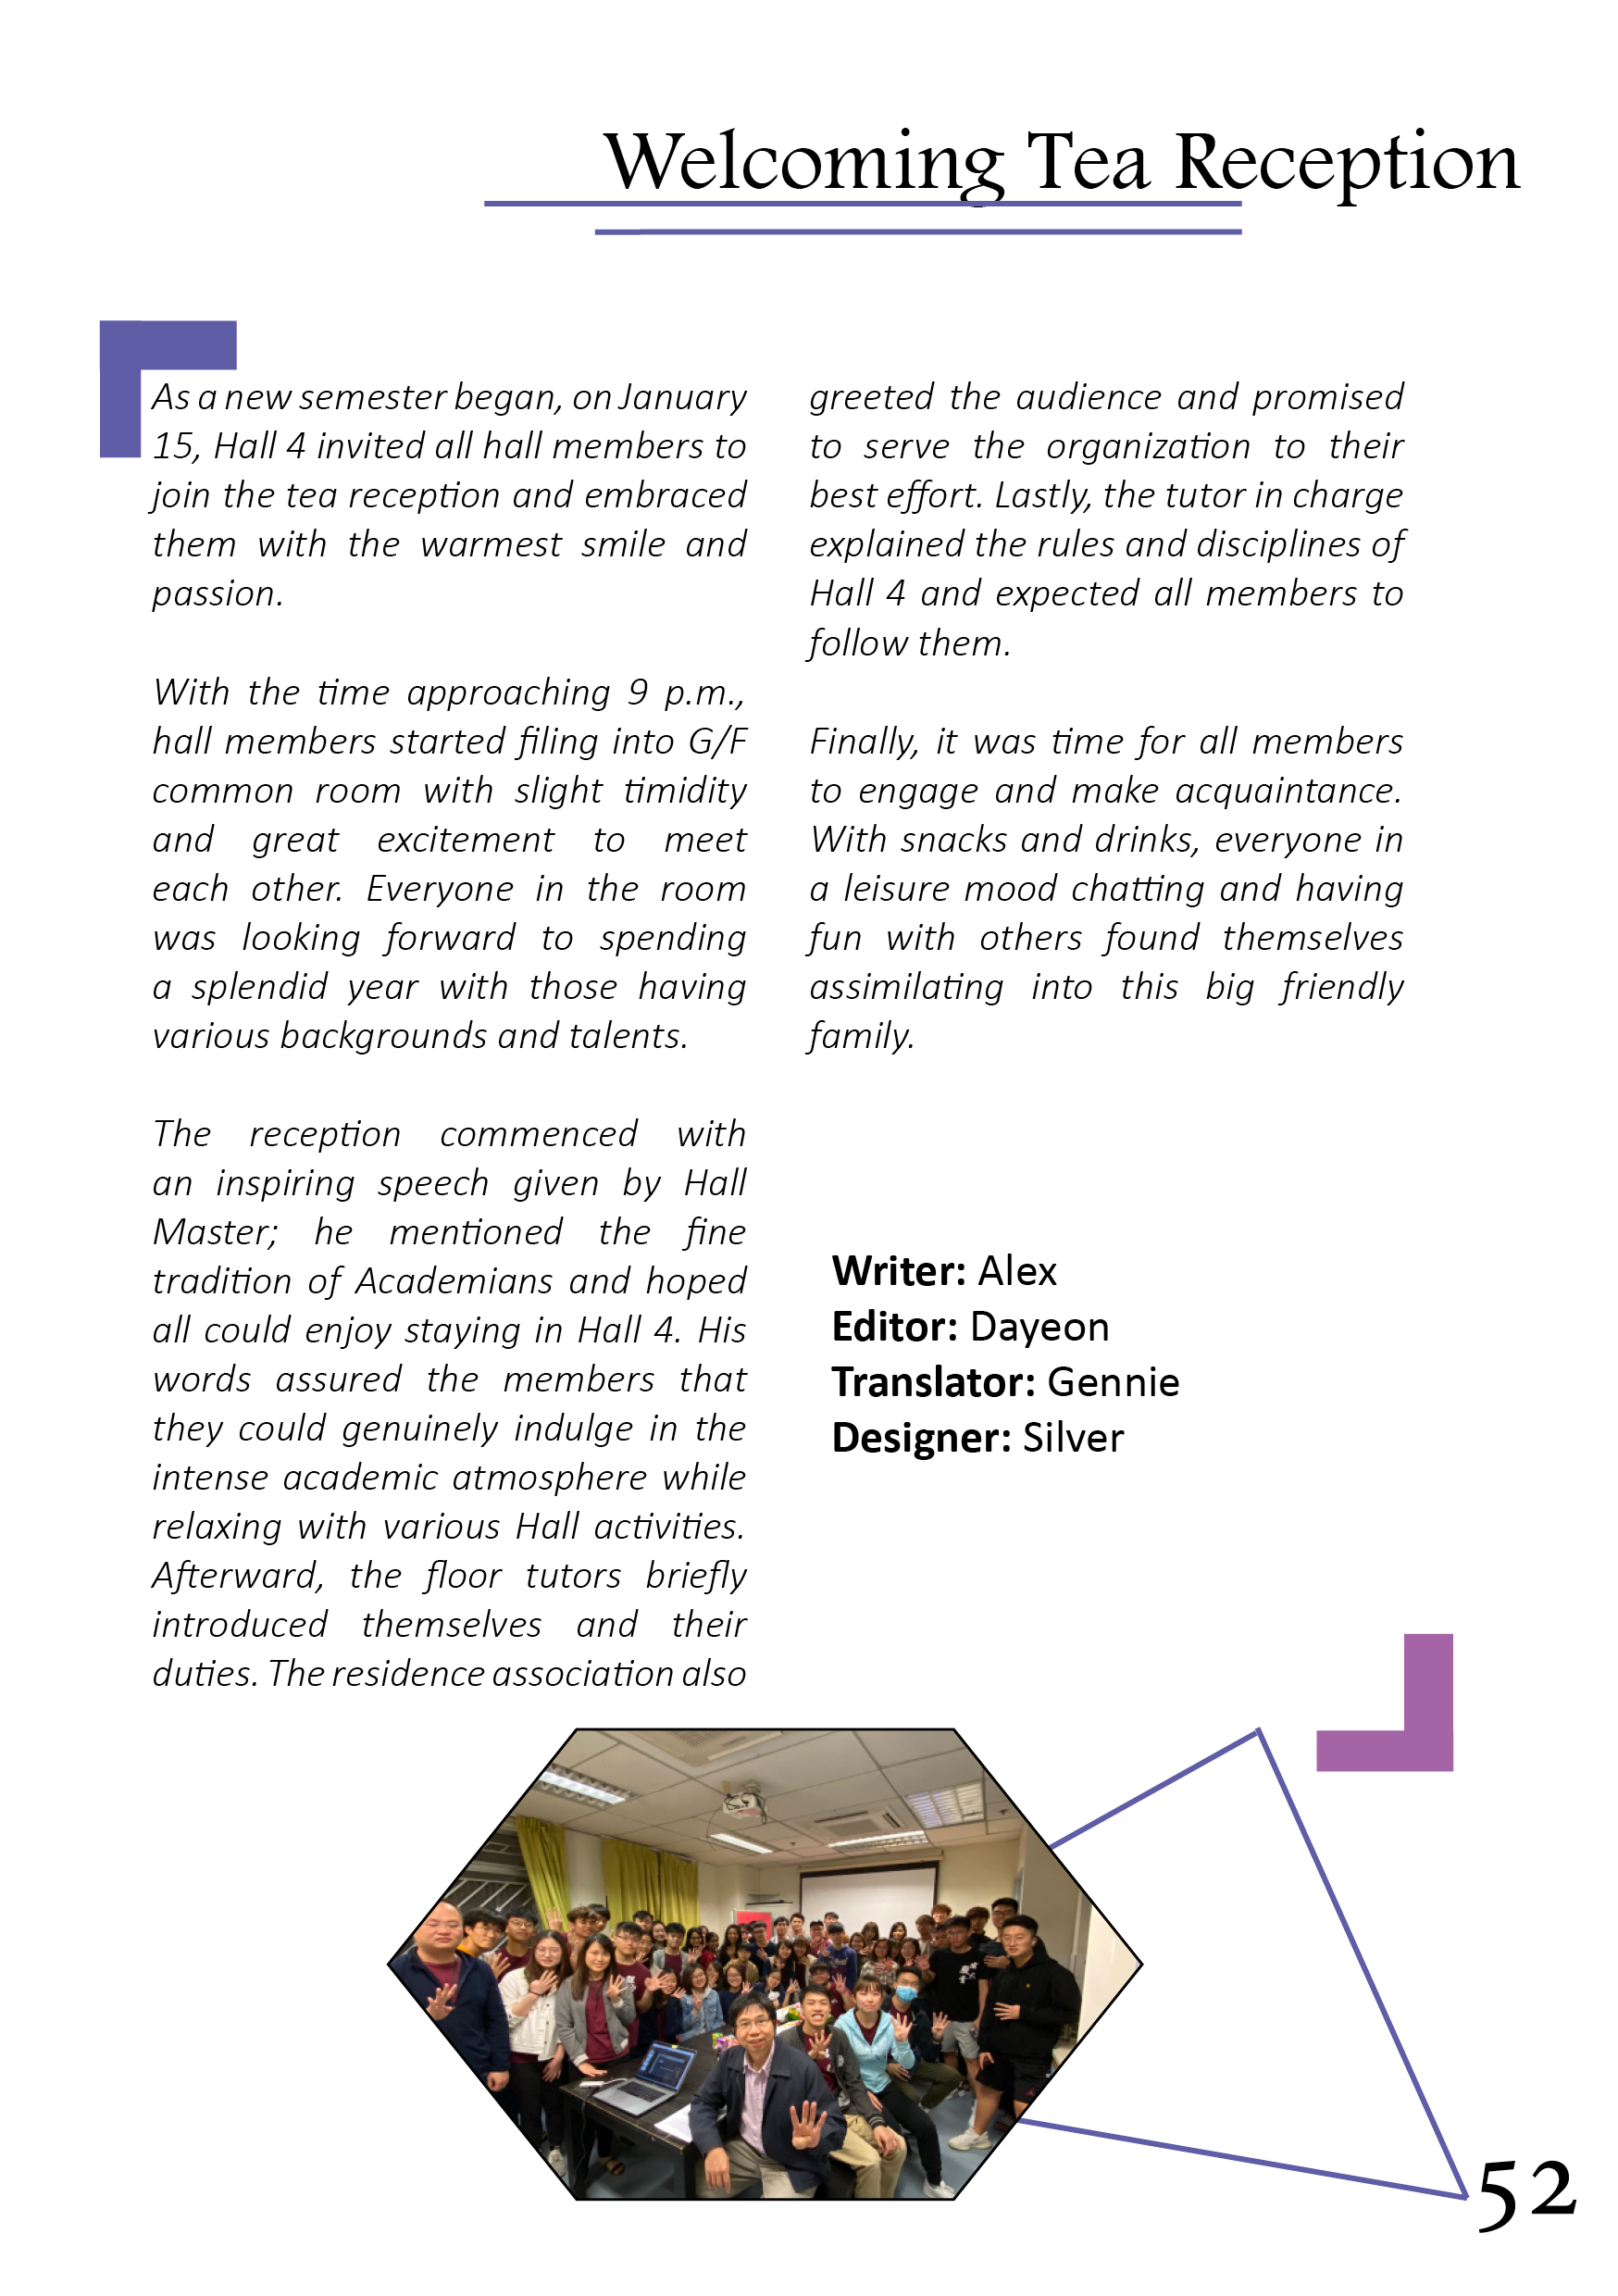 Welcoming Tea Reception
As a new semester began, on January
15, Hall 4 invited all hall members to
join the tea reception and embraced
them with the warmest smile and
passion.
With the time approaching 9 p.m.,
hall members started filing into G/F
common room with slight timidity
and great excitement to meet
each other. Everyone in the room
was looking forward to spending
a splendid year with those having
various backgrounds and talents.
The reception commenced with
an inspiring speech given by Hall
Master; he mentioned the fine
tradition of Academians and hoped
all could enjoy staying in Hall 4. His
words assured the members that
they could genuinely indulge in the
intense academic atmosphere while
relaxing with various Hall activities.
Afterward, the floor tutors briefly
introduced themselves and their
duties. The residence association also
greeted the audience and promised
to serve the organization to their
best effort. Lastly, the tutor in charge
explained the rules and disciplines of
Hall 4 and expected all members to
follow them.
Finally, it was time for all members
to engage and make acquaintance.
With snacks and drinks, everyone in
a leisure mood chatting and having
fun with others found themselves
assimilating into this big friendly
family.
Writer: Alex
Editor: Dayeon
Translator: Gennie
Designer: Silver
52